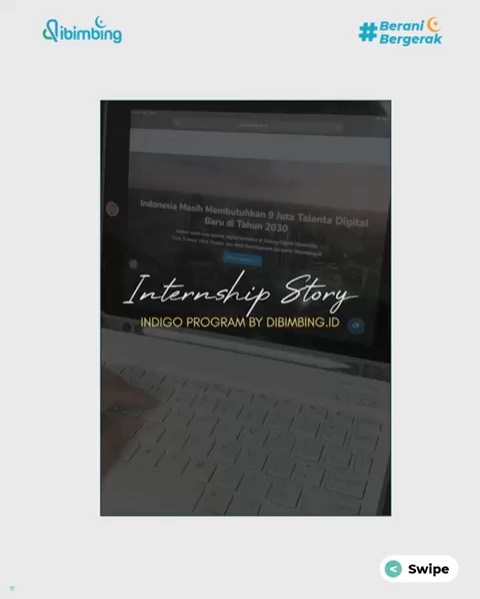 dibimbing
#Berani
Bergerak
Indonesia Masih Membutuhkan 9 Juta Talenta Digital
Baru di Tahun 2030
Internship Story
INDIGO PROGRAM BY DIBIMBING.ID
< Swipe